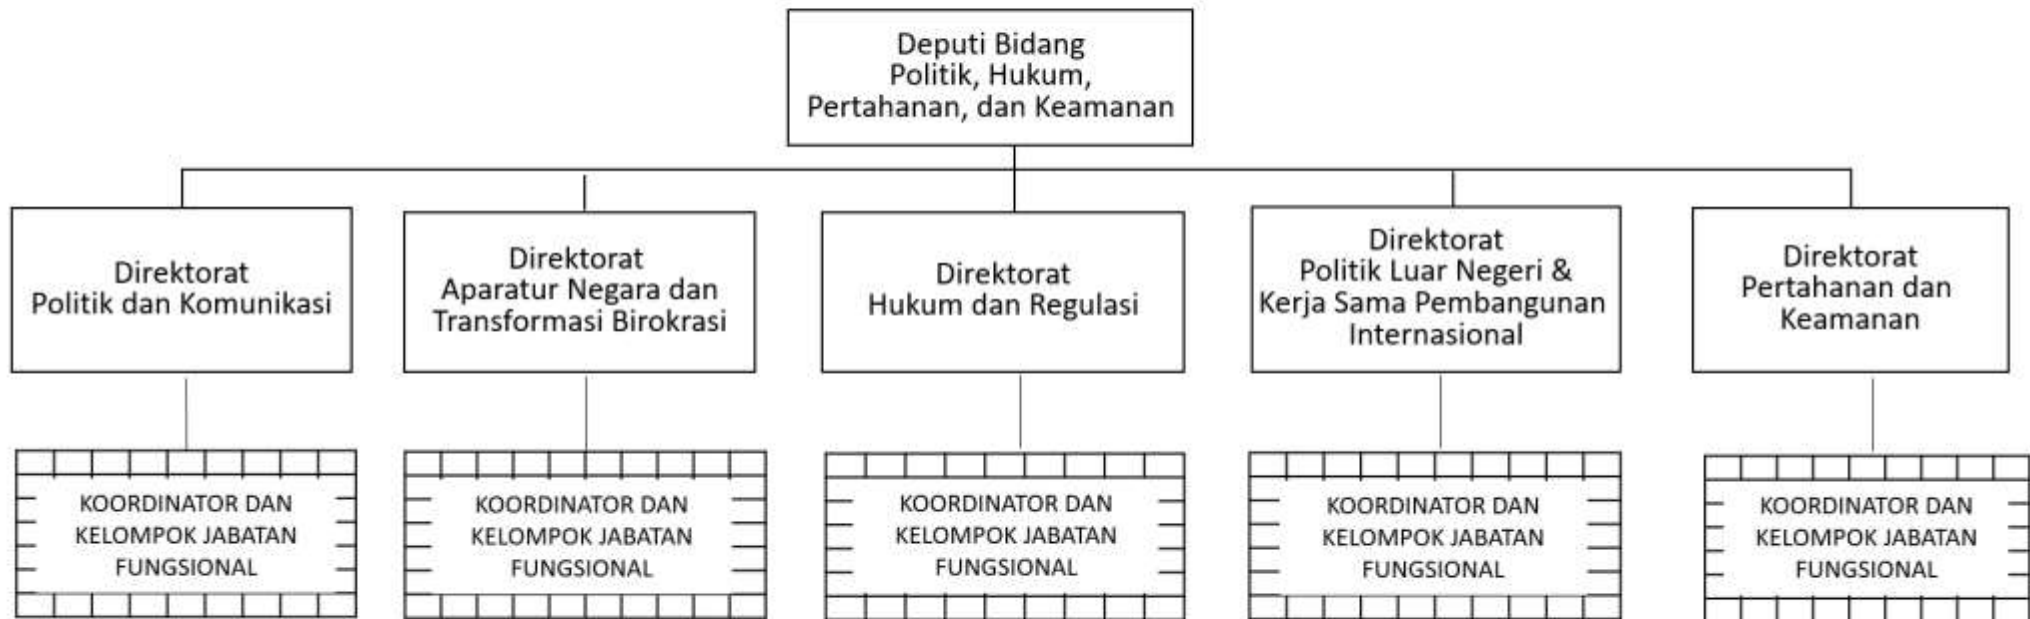 Deputi Bidang
Politik, Hukum,
Pertahanan, dan Keamanan
Direktorat
Politik dan Komunikasi
Direktorat
Aparatur Negara dan
Transformasi Birokrasi
Direktorat
Hukum dan Regulasi
Direktorat
Politik Luar Negeri &
Kerja Sama Pembangunan
Internasional
Direktorat
Pertahanan dan
Keamanan
KOORDINATOR DAN
KELOMPOK JABATAN
FUNGSIONAL
KOORDINATOR DAN
KELOMPOK JABATAN
FUNGSIONAL
KOORDINATOR DAN
KELOMPOK JABATAN
FUNGSIONAL
KOORDINATOR DAN
KELOMPOK JABATAN
FUNGSIONAL
KOORDINATOR DAN
KELOMPOK JABATAN
FUNGSIONAL